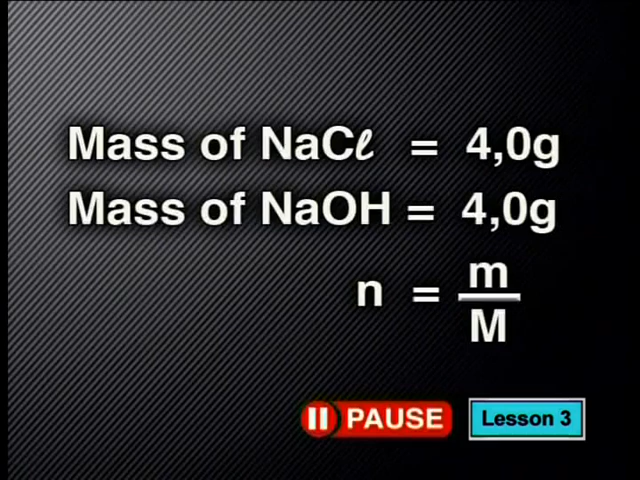 Mass of NaCℓ = 4,0g
Mass of NaOH = 4,0g
n = m
M
PAUSE
Lesson 3